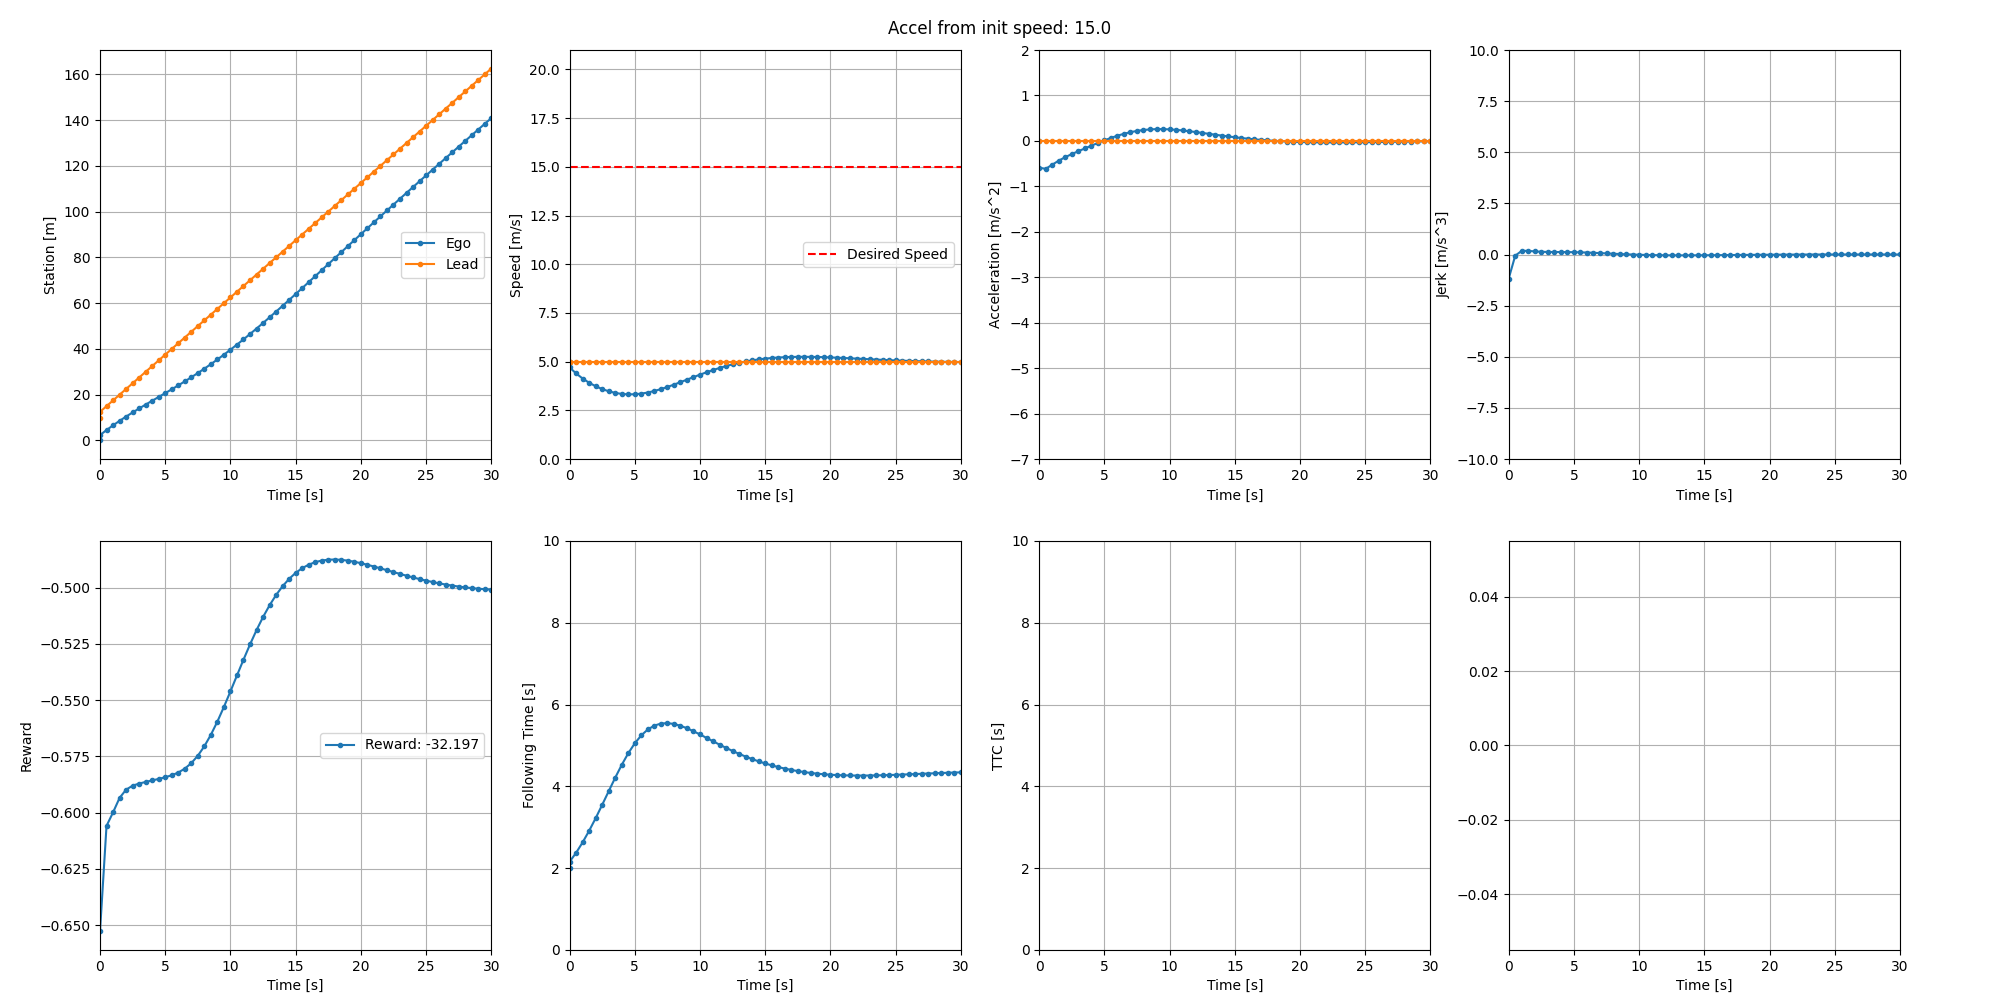 Accel from init speed: 15.0
160
140
120
100
80
60
40
20
0
Station [m]
Ego
Lead
0 5 10 15 20 25 30
Time [s]
20.0
17.5
15.0
12.5
10.0
7.5
5.0
2.5
0.0
Speed [m/s]
Desired Speed
0 5 10 15 20 25 30
Time [s]
2
1
0
−1
−2
−3
−4
−5
−6
−7
Acceleration [m/s^2]
0 5 10 15 20 25 30
Time [s]
10.0
7.5
5.0
2.5
0.0
−2.5
−5.0
−7.5
−10.0
Jerk [m/s^3]
0 5 10 15 20 25 30
Time [s]
−0.500
−0.525
−0.550
−0.575
−0.600
−0.625
−0.650
Reward
Reward: -32.197
0 5 10 15 20 25 30
Time [s]
10
8
6
4
2
0
Following Time [s]
0 5 10 15 20 25 30
Time [s]
10
8
6
4
2
0
TTC [s]
0 5 10 15 20 25 30
Time [s]
0.04
0.02
0.00
−0.02
−0.04
0 5 10 15 20 25 30
Time [s]